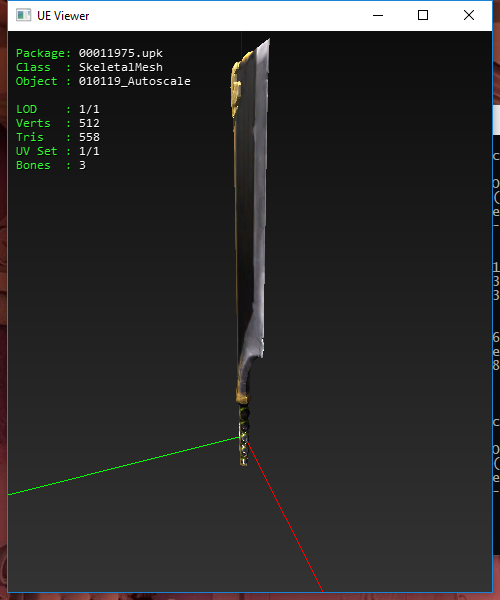 UE Viewer
Package: 00011975.upk
Class : SkeletalMesh
Object : 010119_Autoscale
LOD : 1/1
Verts : 512
Tris : 558
UV Set : 1/1
Bones : 3